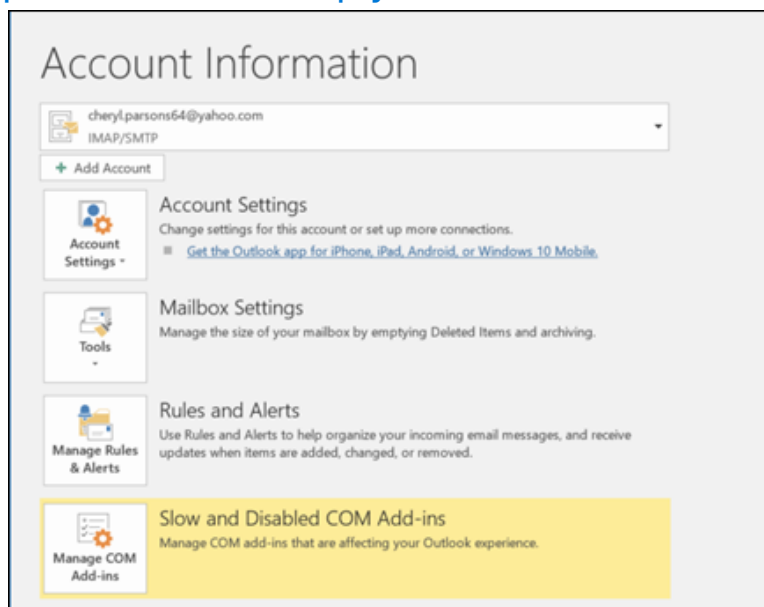 Account Information
cheryl.parsons64@yahoo.com
IMAP/SMTP
+ Add Account
Account
Settings
Account Settings
Change settings for this account or set up more connections.
Get the Outlook app for iPhone, iPad, Android, or Windows 10 Mobile.
Tools
Mailbox Settings
Manage the size of your mailbox by emptying Deleted Items and archiving.
Manage Rules
& Alerts
Rules and Alerts
Use Rules and Alerts to help organize your incoming email messages, and receive
updates when items are added, changed, or removed.
Manage COM
Add-ins
Slow and Disabled COM Add-ins
Manage COM add-ins that are affecting your Outlook experience.